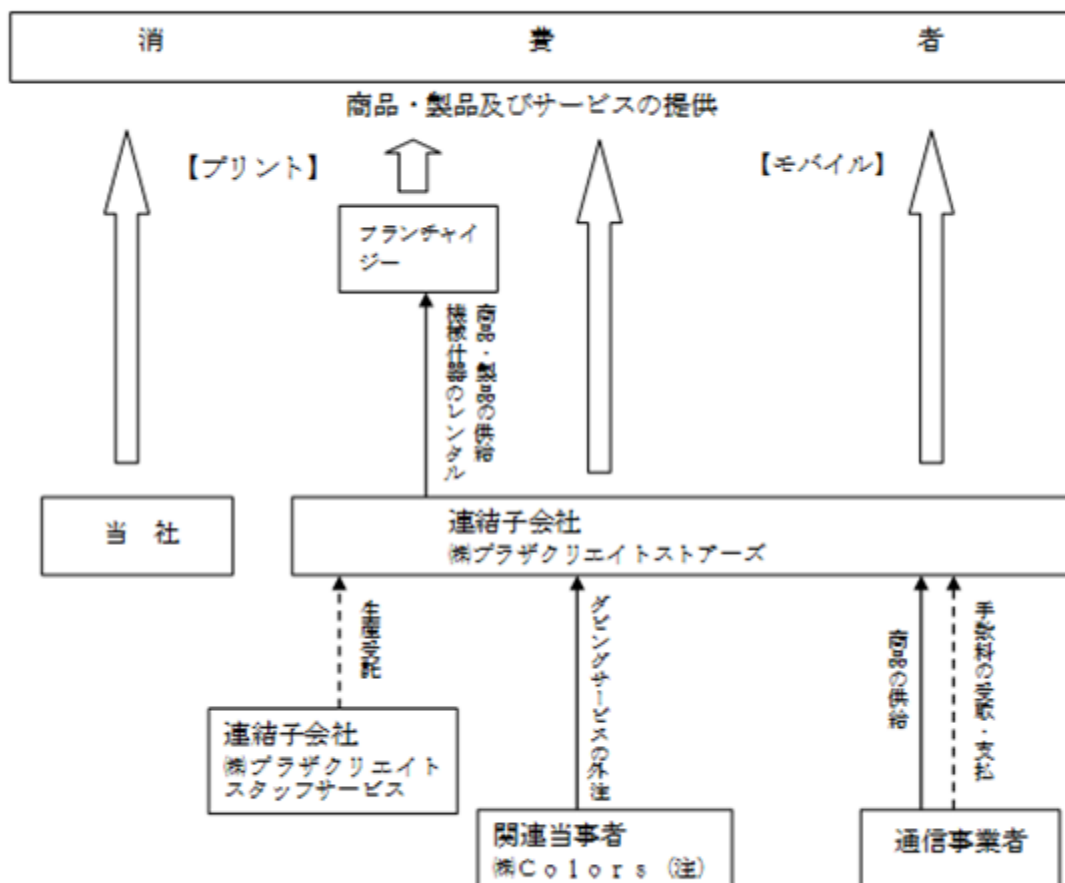 消費者
商品・製品及びサービスの提供
【プリント】
【モバイル】
フランチャイ
ジー
商品・製品の供給
機械什器のレンタル
当 社
連結子会社
㈱プラザクリエイトストアーズ
生産受託
ダビングサービスの外注
商品の供給
手数料の受取・支払
連結子会社
㈱プラザクリエイト
スタッフサービス
関連当事者
㈱Colors (注)
通信事業者